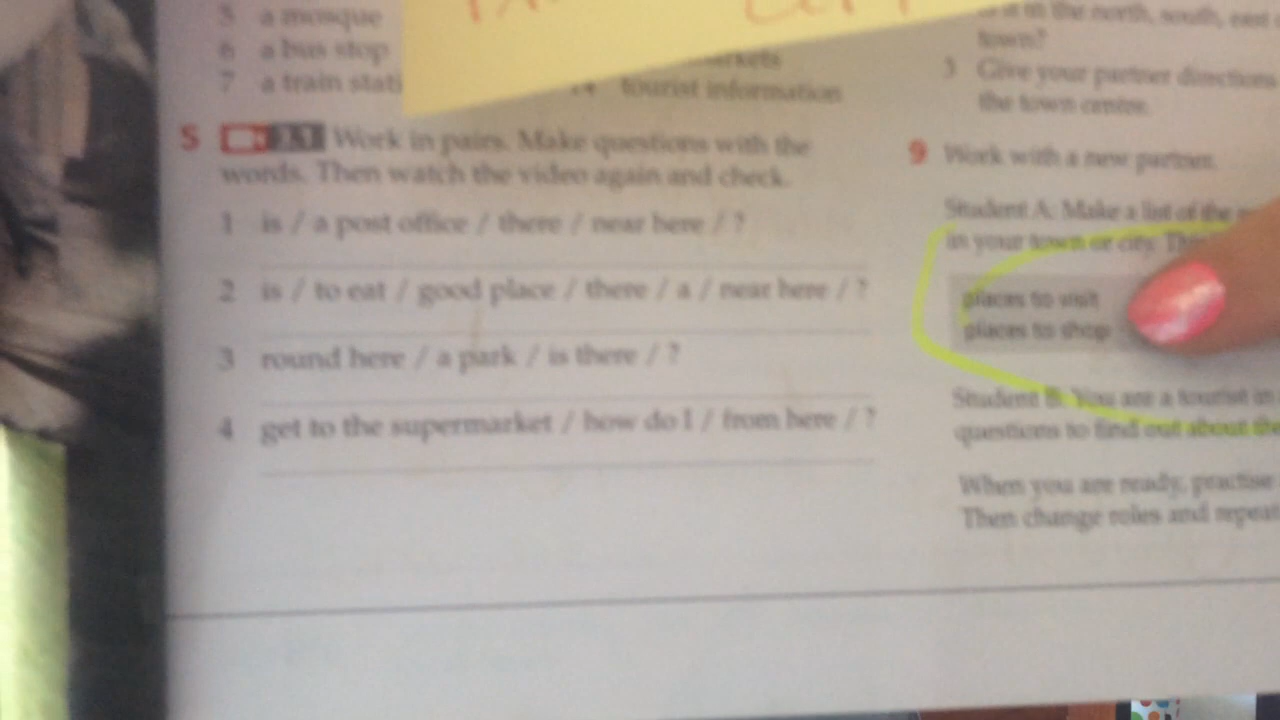 5 a mosque
6 a bus stop
7 a train
tourist information
5 Work in pairs. Make questions with the
words. Then watch the video again and check.
1 is / a post office / there / near here / ?
2 is / to eat / good place / there / a / near here / ?
3 round here / a park / is there / ?
4 get to the supermarket / how do I / from here / ?
in the north, south, east
town?
3 Give your partner directions
the town centre.
9 Work with a new partner.
Student A: Make a list of the
in your town or city.
places to visit
places to shop
Student B: You are a tourist in
questions to find out about the
When you are ready, practise
Then change roles and repeat